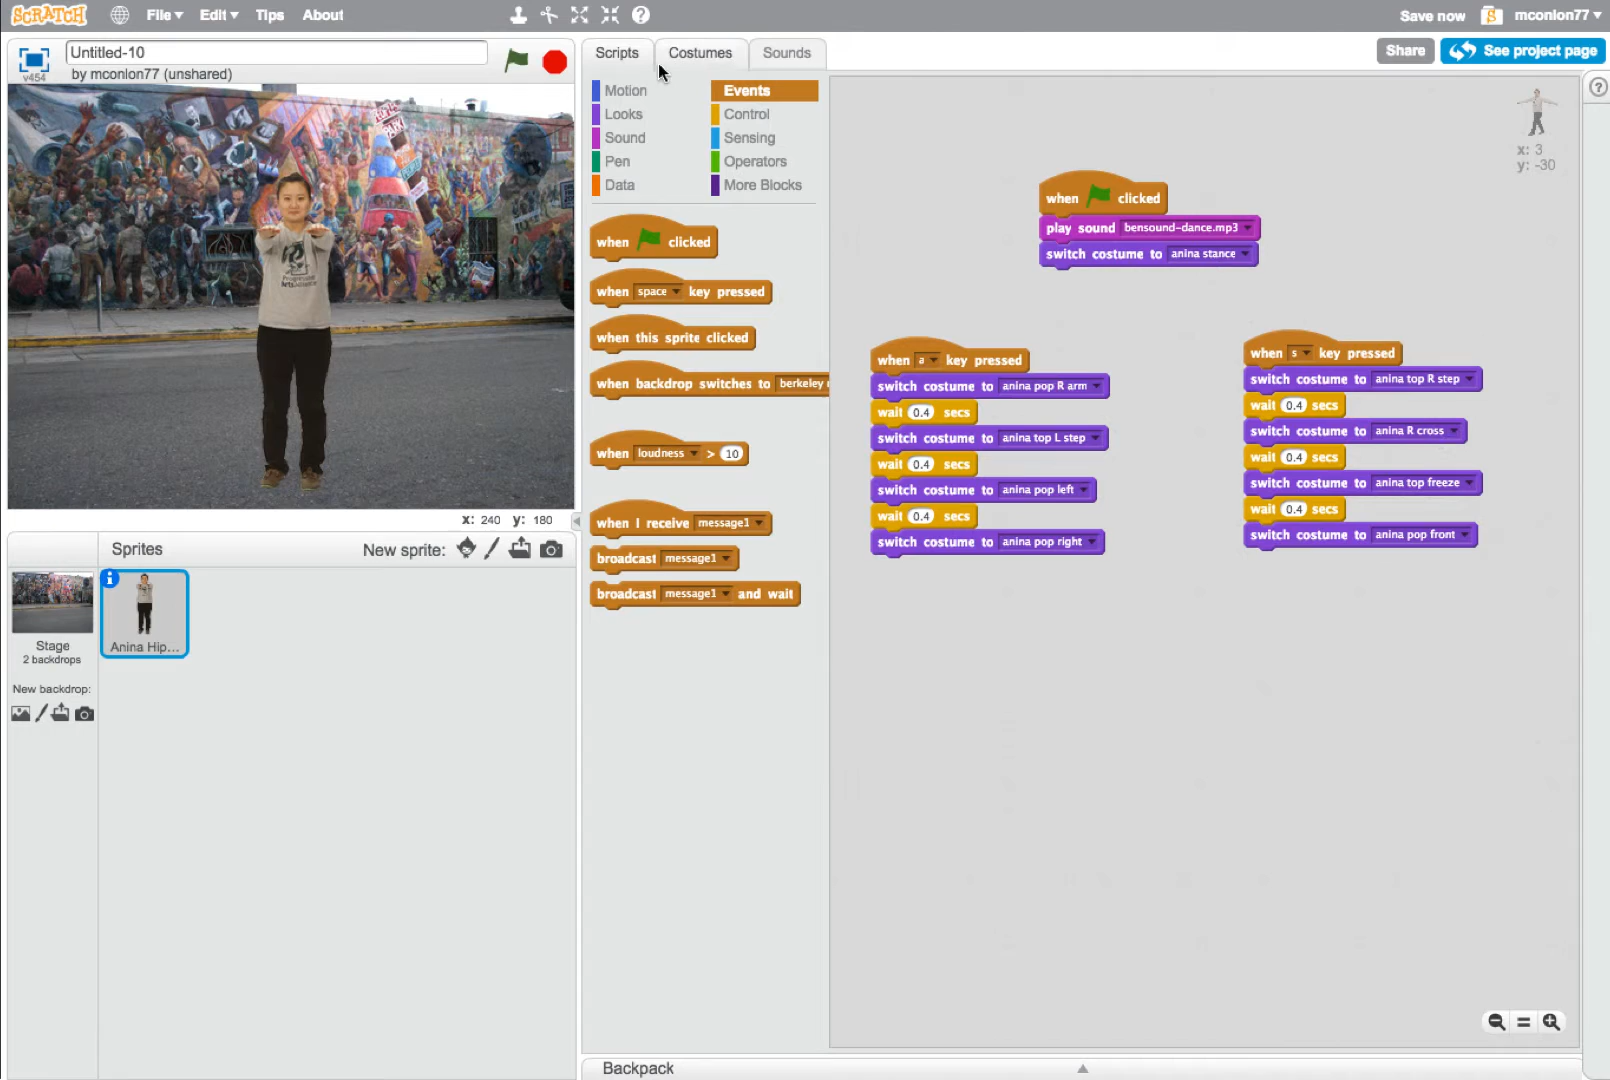 SCRATCH File Edit Tips About Save now mconlon77
v454 Untitled-10
by mconlon77 (unshared)
Scripts Costumes Sounds Share See project page
Motion Events
Looks Control
Sound Sensing
Pen Operators
Data More Blocks
when clicked
when space key pressed
when this sprite clicked
when backdrop switches to berkeley
when loudness > 10
when I receive message1
broadcast message1
broadcast message1 and wait
x: 3
y: -30
when clicked
play sound bensound-dance.mp3
switch costume to anina stance
when a key pressed
switch costume to anina pop R arm
wait 0.4 secs
switch costume to anina top L step
wait 0.4 secs
switch costume to anina pop left
wait 0.4 secs
switch costume to anina pop right
when s key pressed
switch costume to anina top R step
wait 0.4 secs
switch costume to anina R cross
wait 0.4 secs
switch costume to anina top freeze
wait 0.4 secs
switch costume to anina pop front
x: 240 y: 180
Sprites New sprite:
Stage
2 backdrops
New backdrop:
Anina Hip...
Backpack